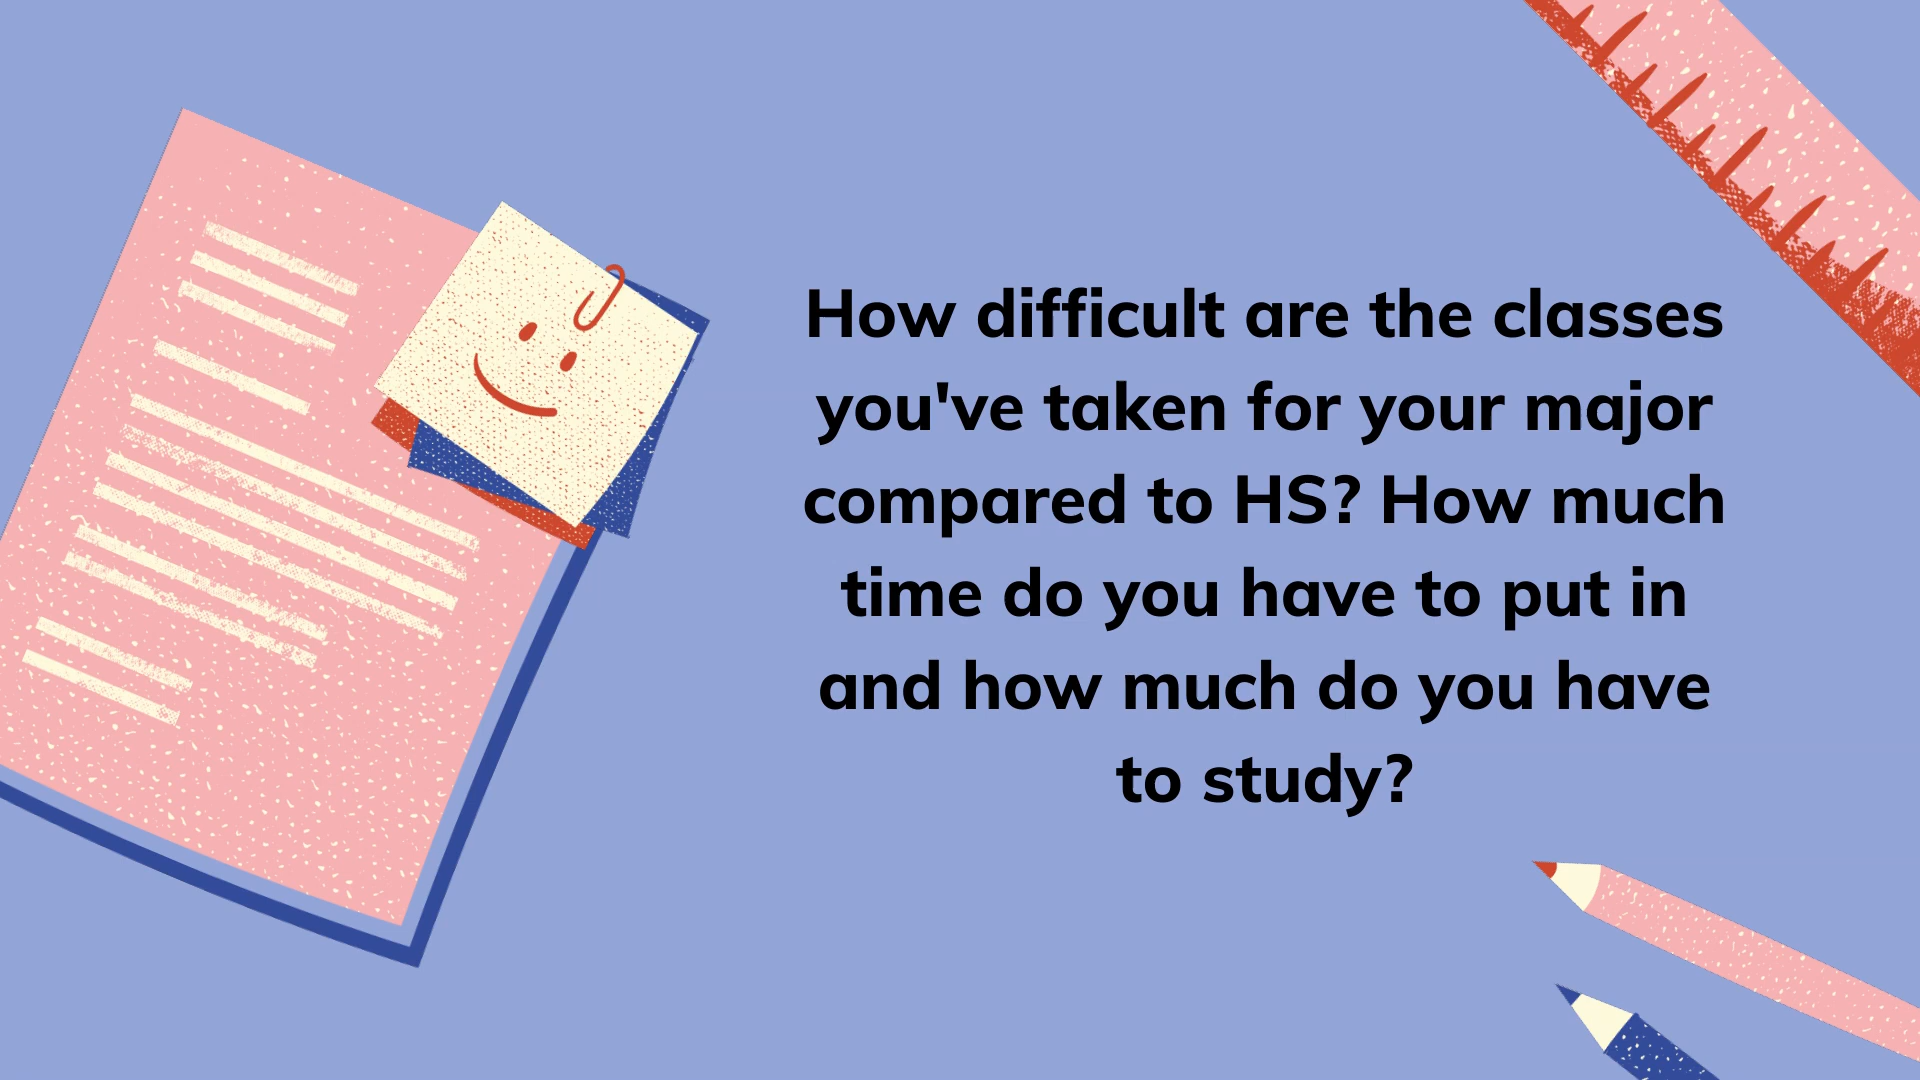 How difficult are the classes
you've taken for your major
compared to HS? How much
time do you have to put in
and how much do you have
to study?